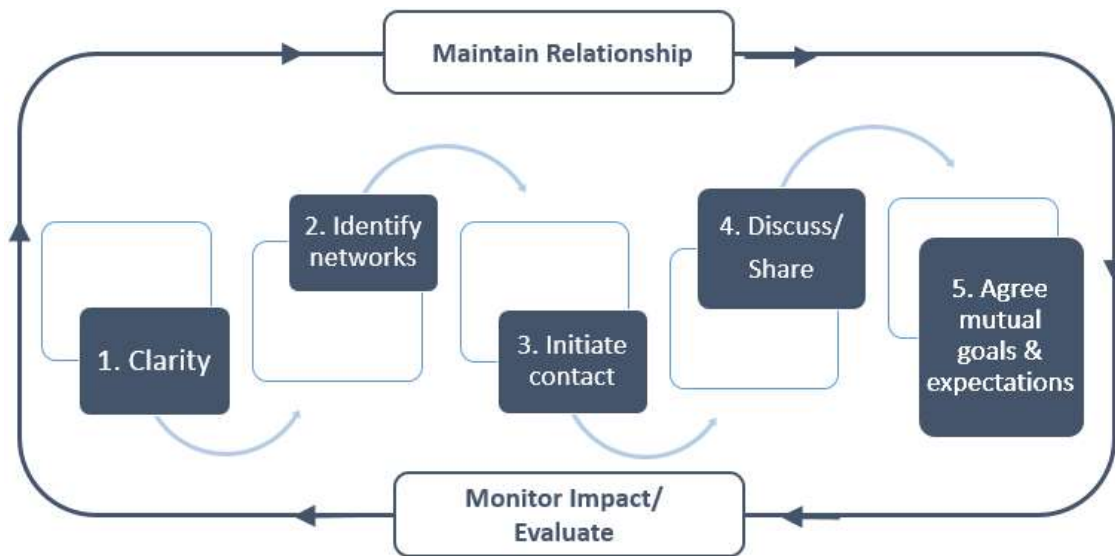 Maintain Relationship
1. Clarity
2. Identify
networks
3. Initiate
contact
4. Discuss/
Share
5. Agree
mutual
goals &
expectations
Monitor Impact/
Evaluate